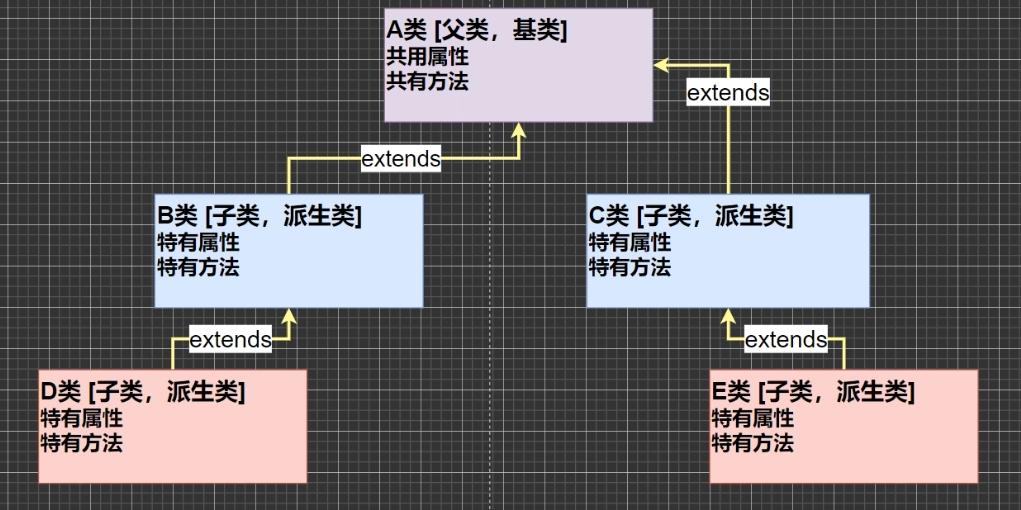 A类 [父类，基类]
共用属性
共有方法
extends
extends
B类 [子类，派生类]
特有属性
特有方法
C类 [子类，派生类]
特有属性
特有方法
extends
extends
D类 [子类，派生类]
特有属性
特有方法
E类 [子类，派生类]
特有属性
特有方法